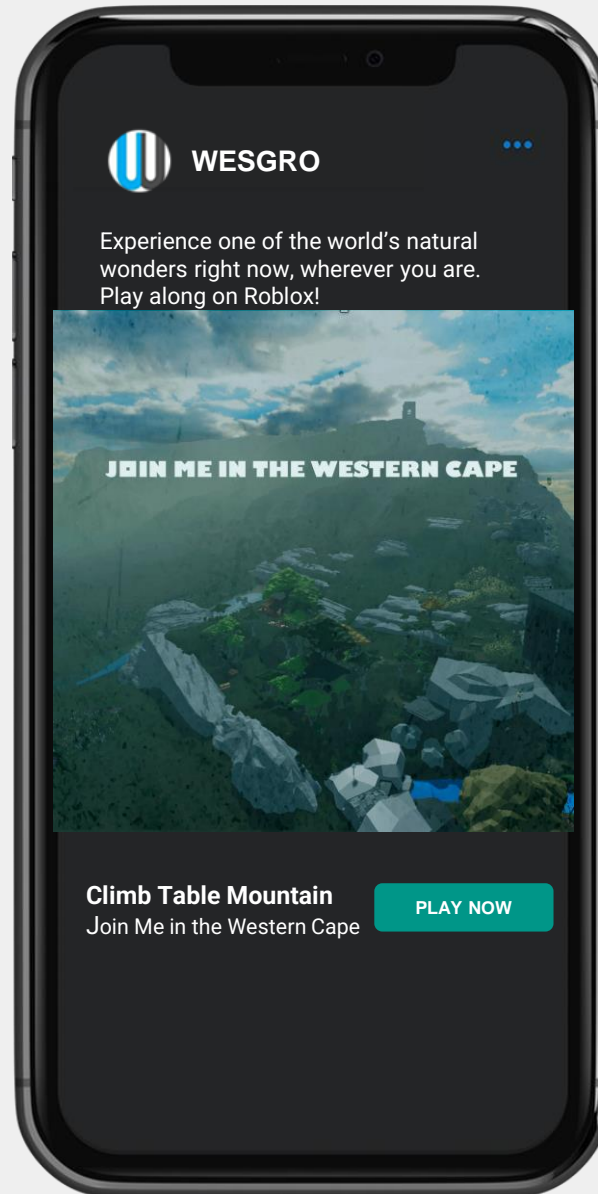 WESGRO
Experience one of the world’s natural
wonders right now, wherever you are.
Play along on Roblox!
JOIN ME IN THE WESTERN CAPE
Climb Table Mountain
Join Me in the Western Cape
PLAY NOW